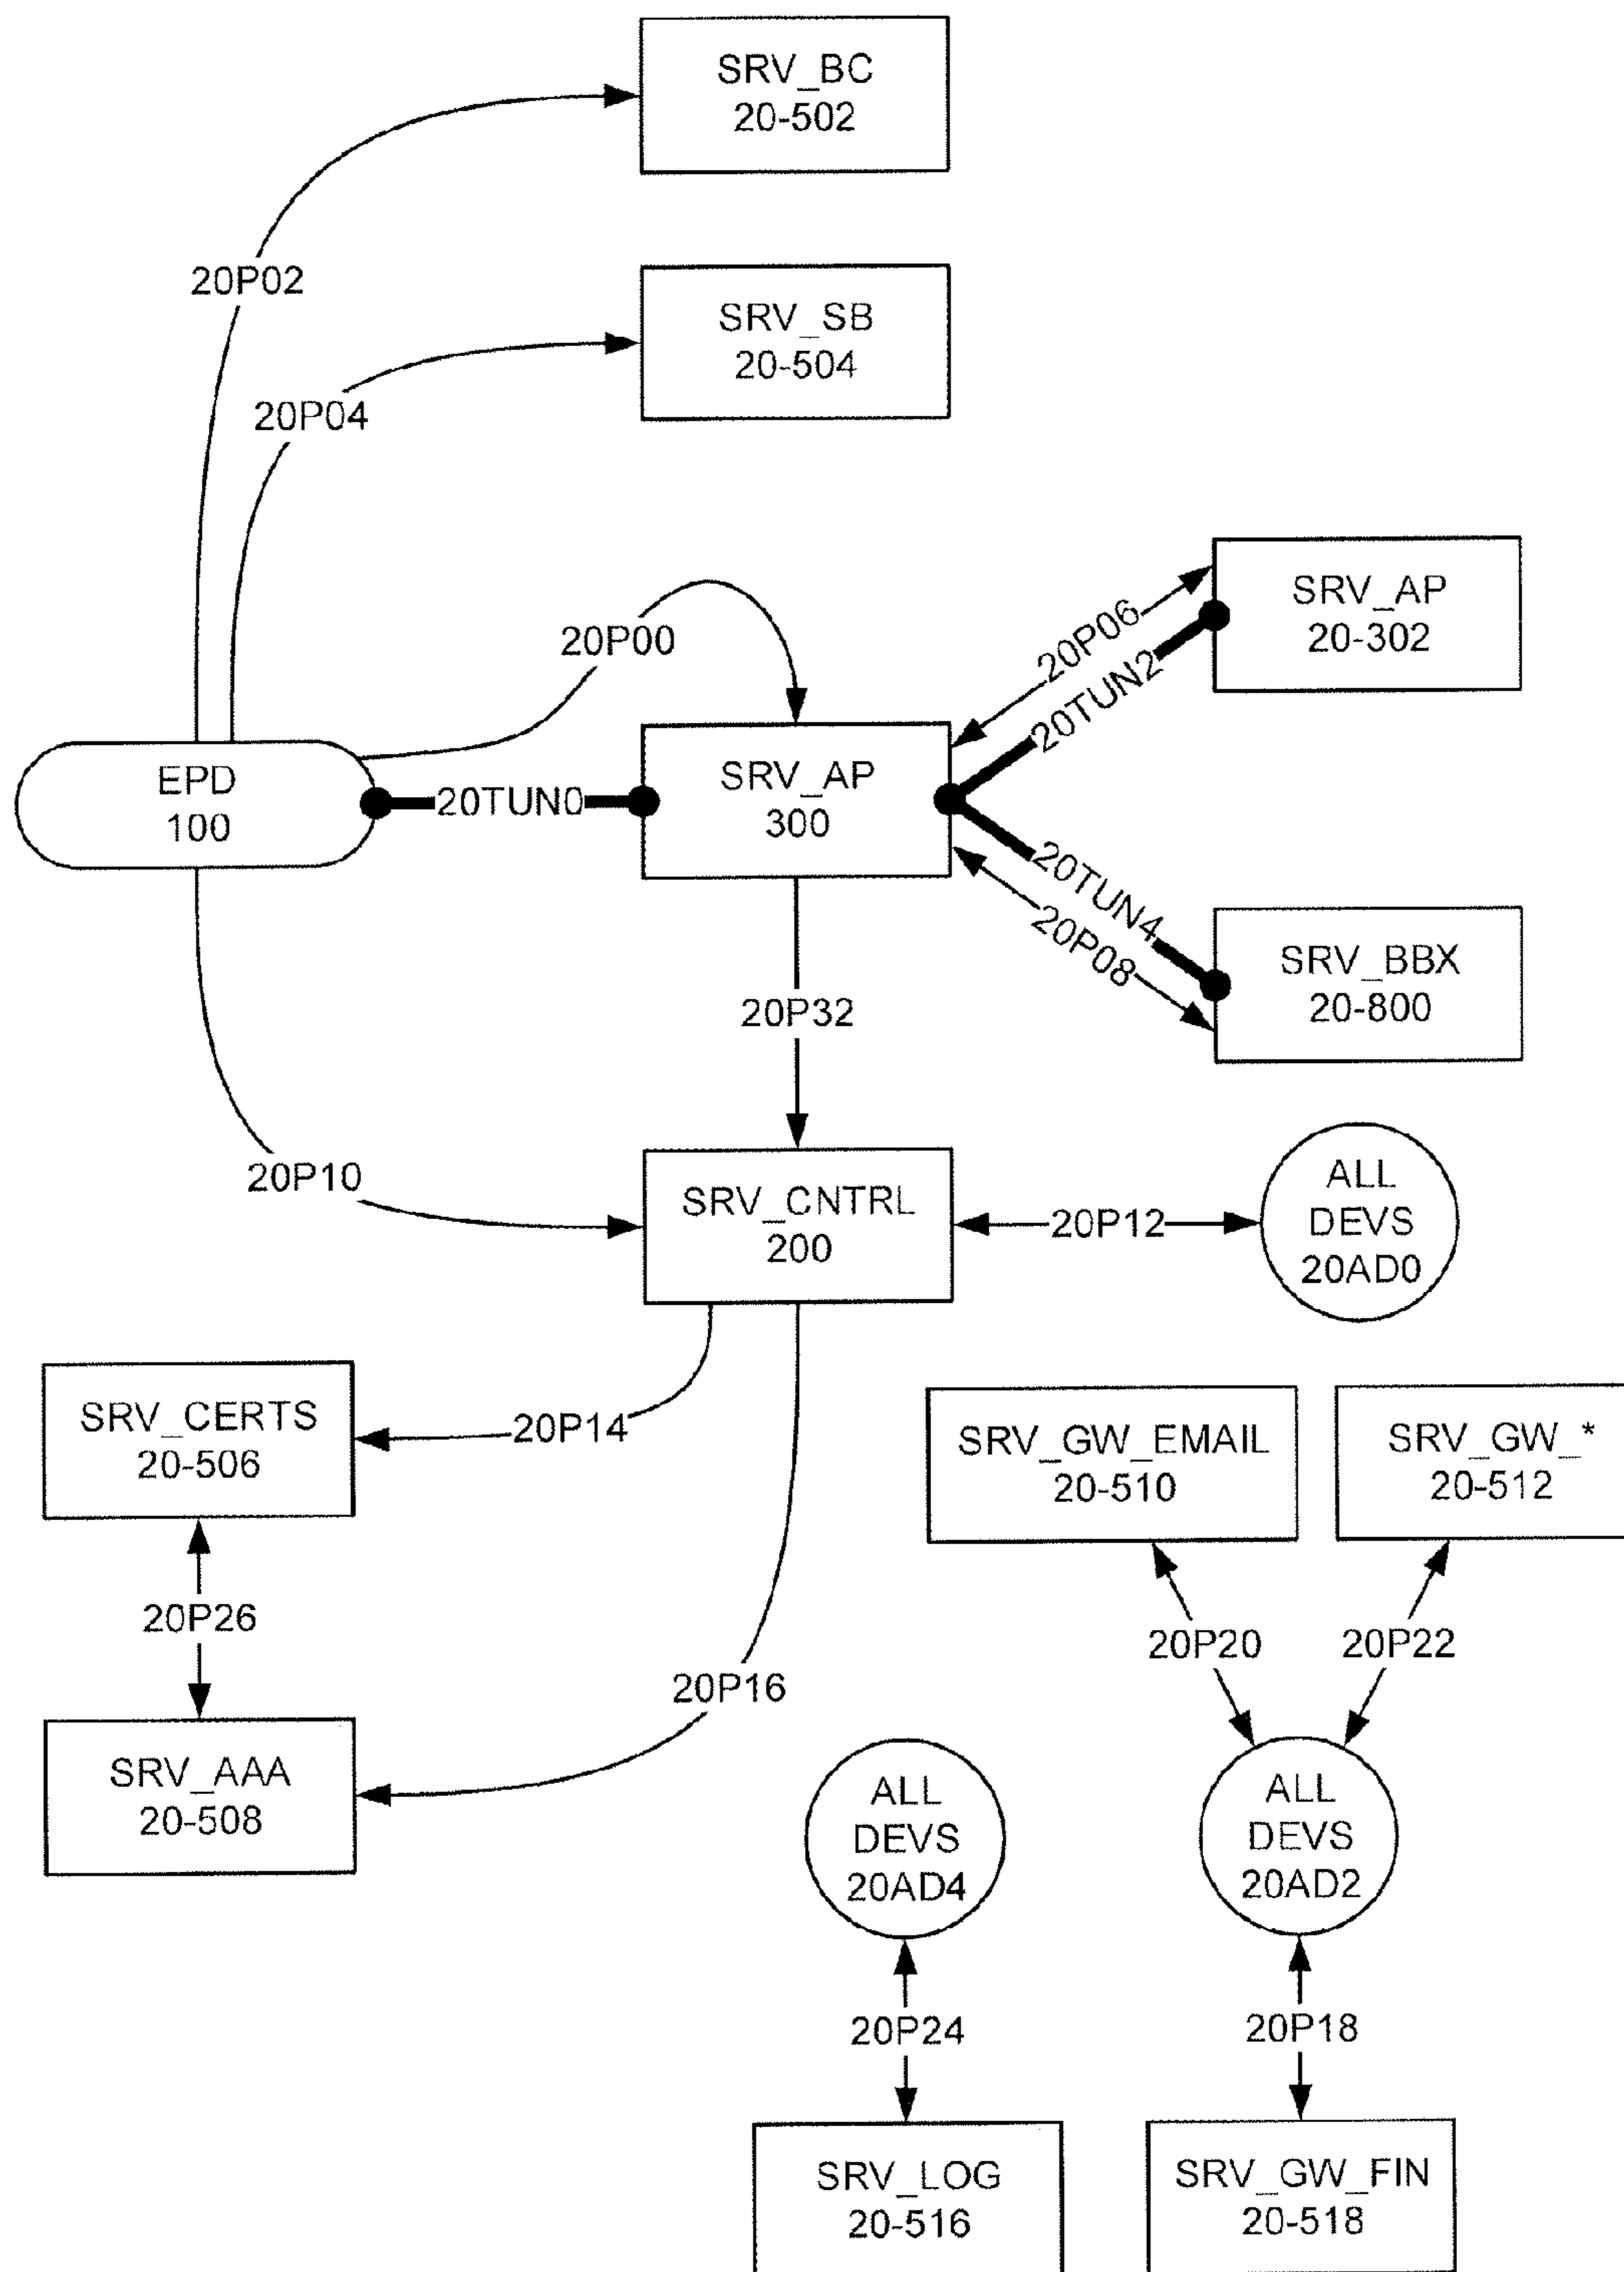 SRV_BC
20-502
20P02
SRV_SB
20-504
20P04
20P00
20P06
20TUN2
SRV_AP
20-302
EPD
100
20TUN0
SRV_AP
300
20TUN4
20P08
SRV_BBX
20-800
20P32
20P10
SRV_CNTRL
200
20P12
ALL
DEVS
20AD0
SRV_CERTS
20-506
20P14
SRV_GW_EMAIL
20-510
SRV_GW_*
20-512
20P26
20P20
20P22
20P16
SRV_AAA
20-508
ALL
DEVS
20AD4
ALL
DEVS
20AD2
20P24
20P18
SRV_LOG
20-516
SRV_GW_FIN
20-518